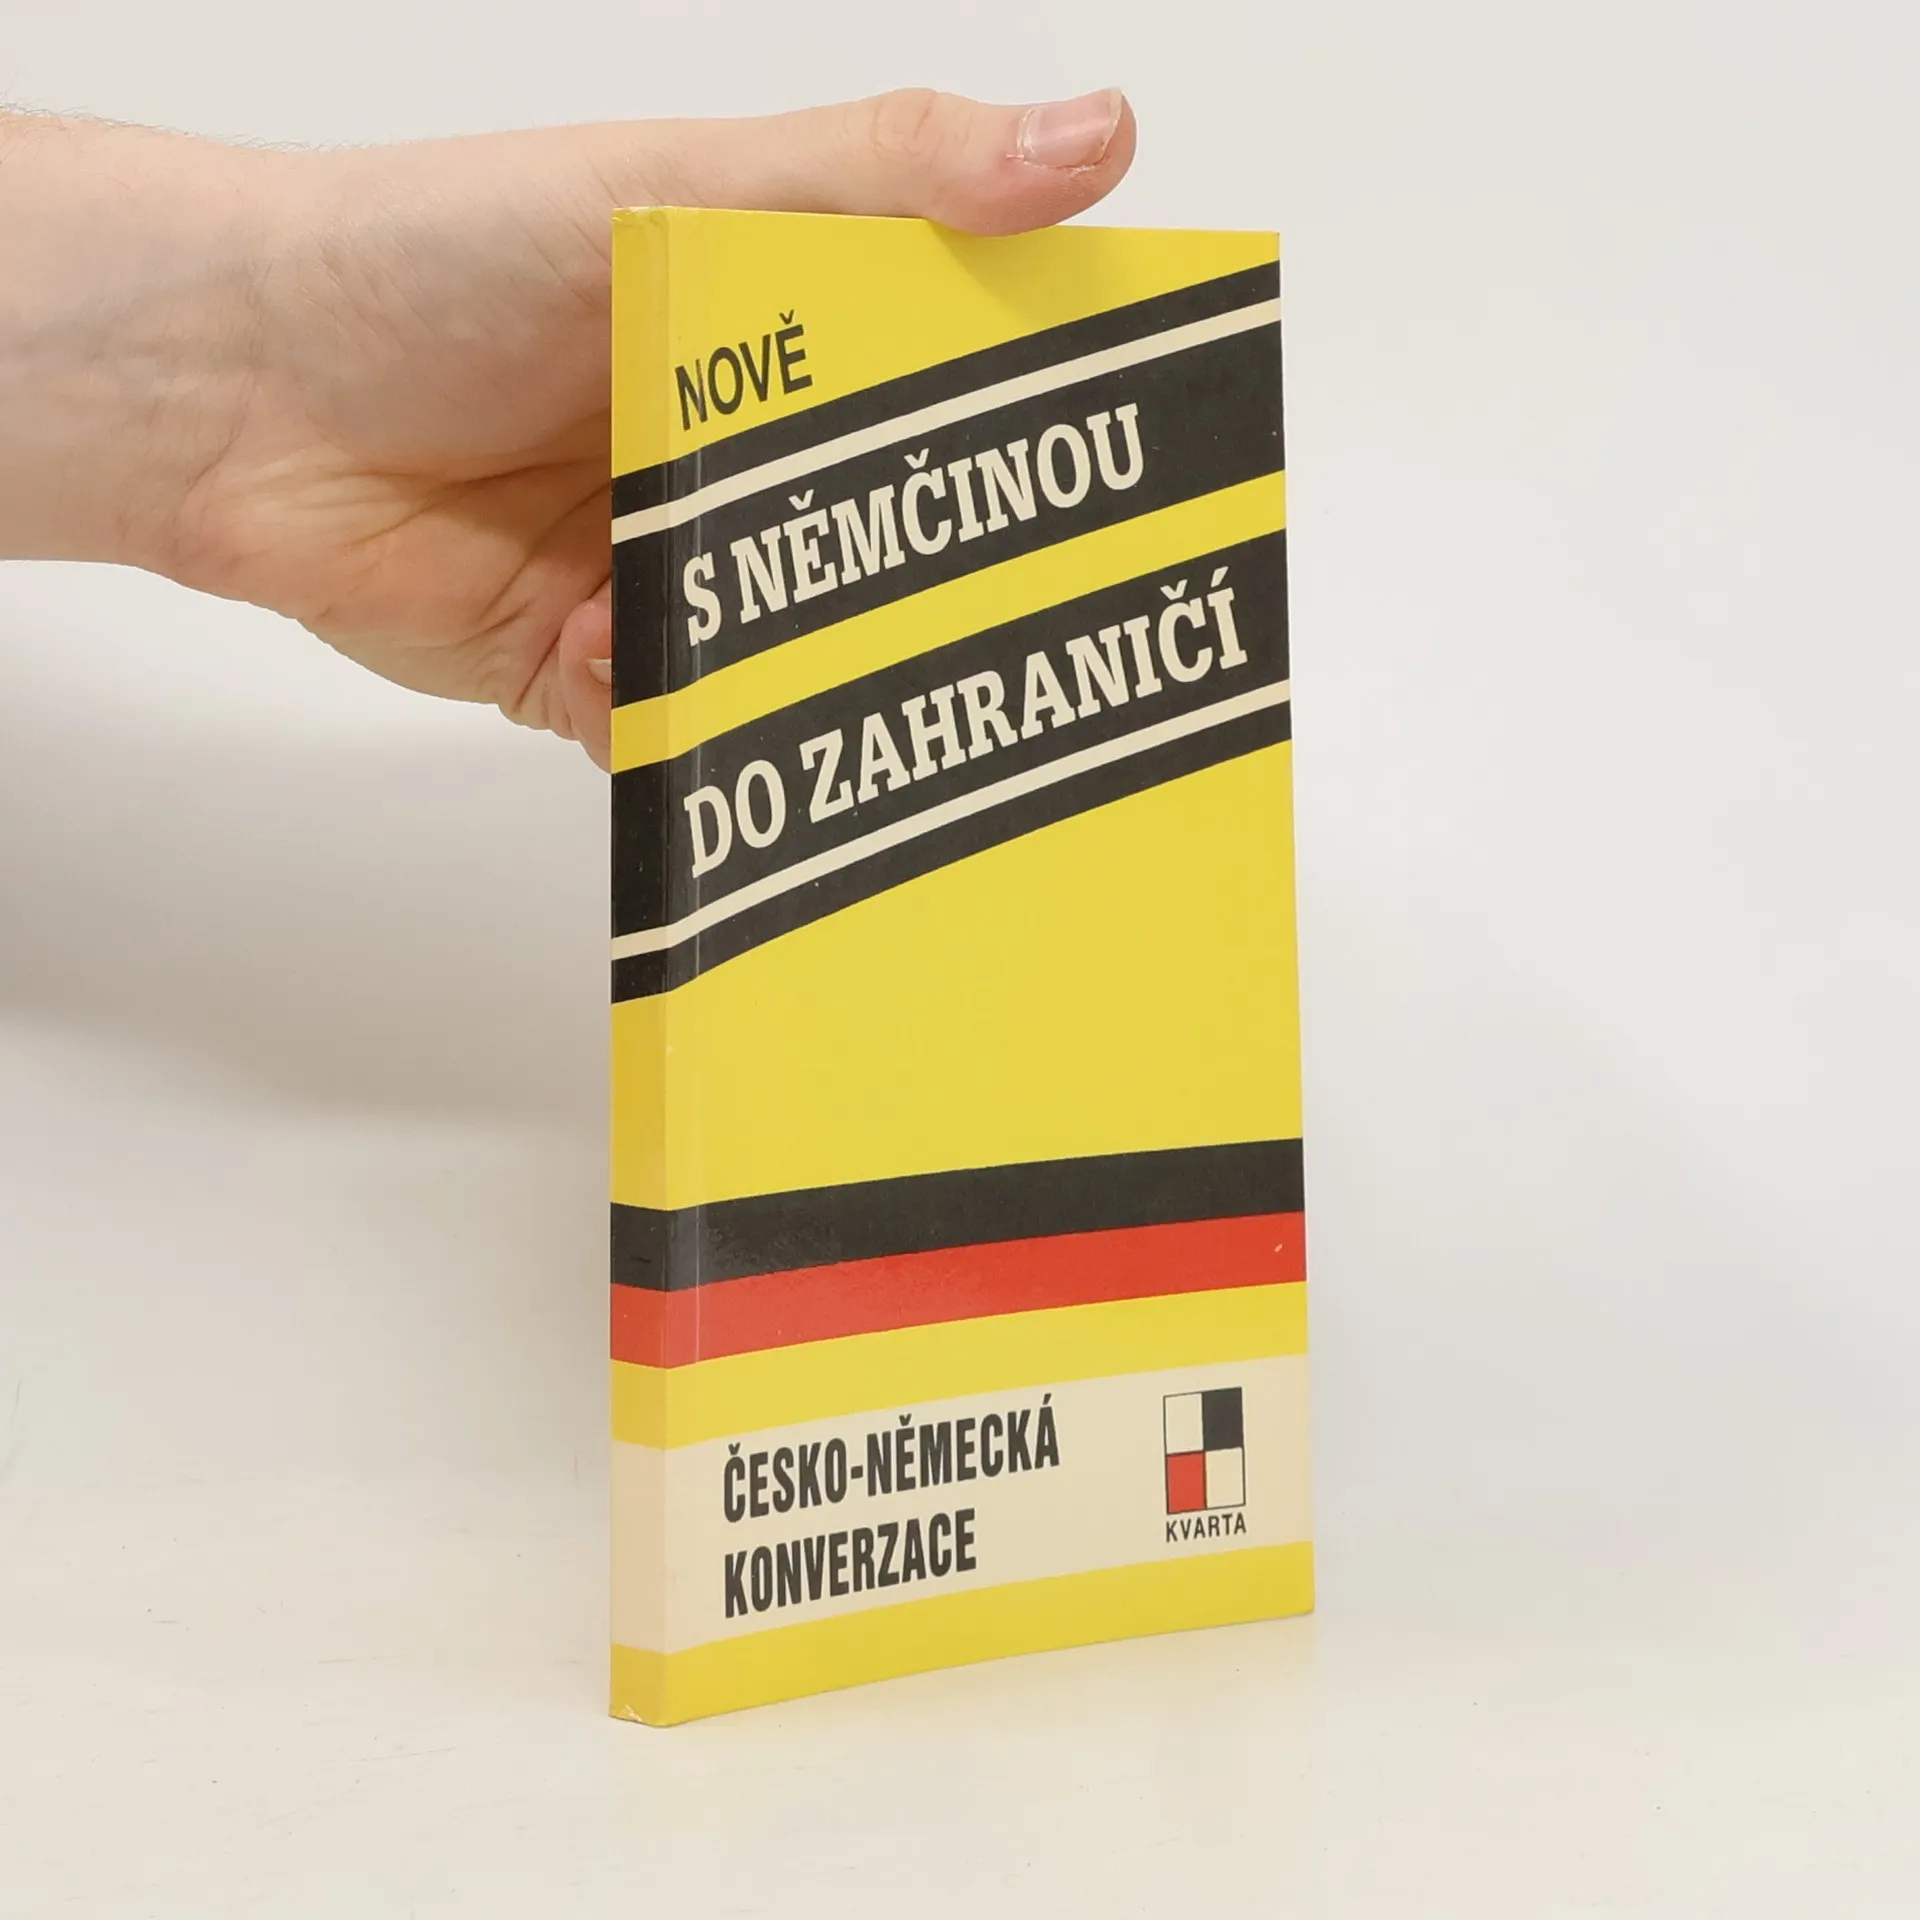 NOVĚ
S NĚMČINOU
DO ZAHRANIČÍ
ČESKO-NĚMECKÁ
KONVERZACE
KVARTA